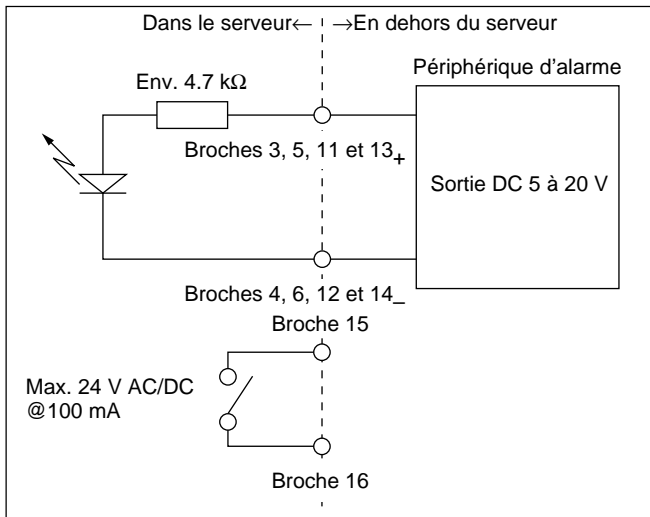 Dans le serveur← →En dehors du serveur
Périphérique d'alarme
Env. 4.7 kΩ
Broches 3, 5, 11 et 13+
Sortie DC 5 à 20 V
Broches 4, 6, 12 et 14–
Broche 15
Max. 24 V AC/DC
@100 mA
Broche 16